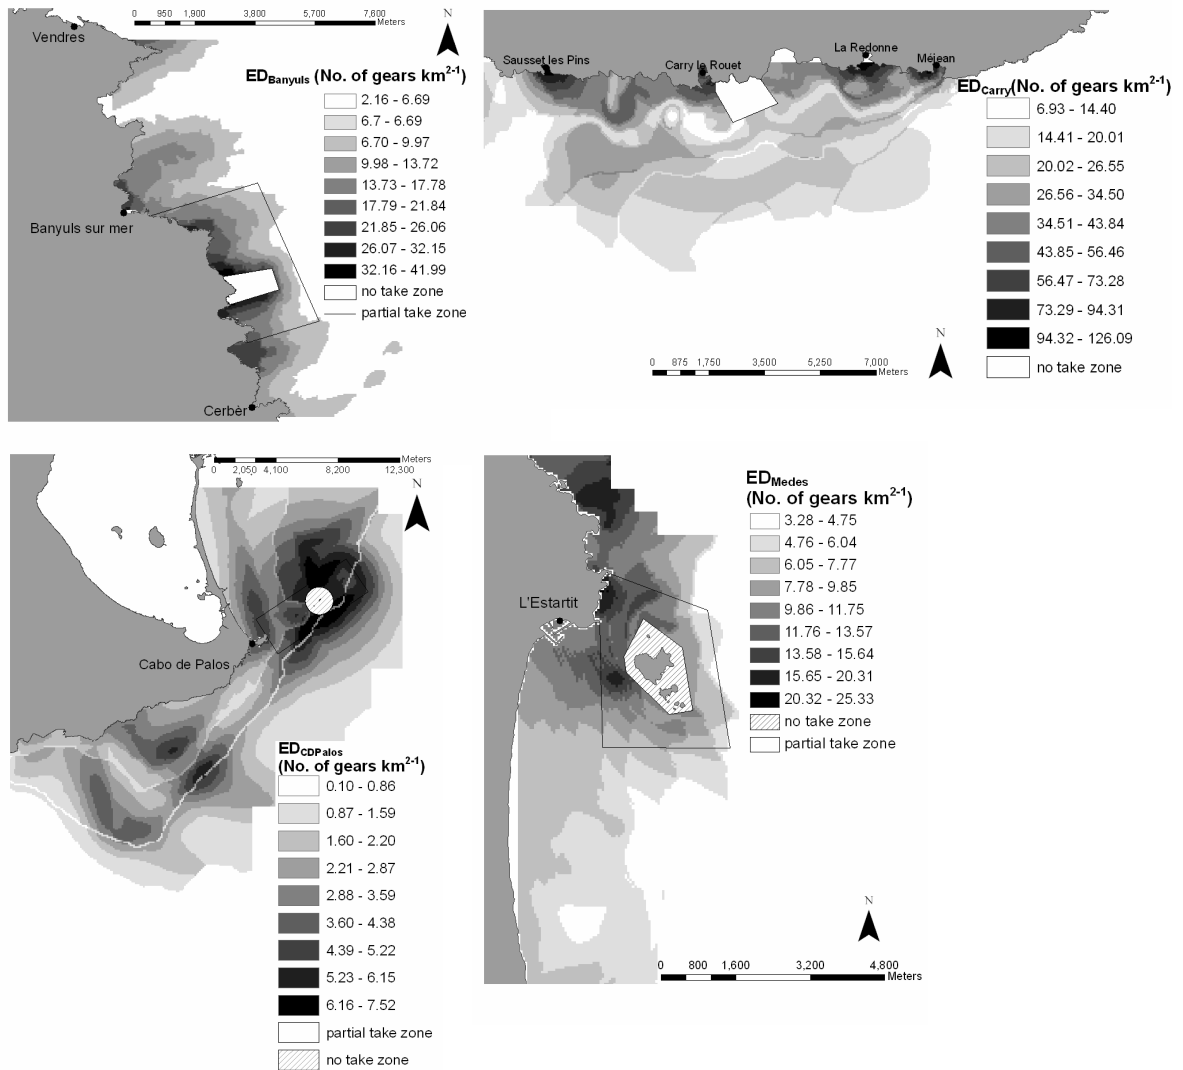 0 950 1,900 3,800 5,700 7,600
Meters
N
Vendres
ED Banyuls (No. of gears km2-1)
2.16 - 6.69
6.7 - 6.69
6.70 - 9.97
9.98 - 13.72
13.73 - 17.78
17.79 - 21.84
21.85 - 26.06
26.07 - 32.15
32.16 - 41.99
no take zone
partial take zone
Banyuls sur mer
Cerbèr
Sausset les Pins
Carry le Rouet
La Redonne
Méjean
ED Carry (No. of gears km2-1)
6.93 - 14.40
14.41 - 20.01
20.02 - 26.55
26.56 - 34.50
34.51 - 43.84
43.85 - 56.46
56.47 - 73.28
73.29 - 94.31
94.32 - 126.09
no take zone
N
0 875 1,750 3,500 5,250 7,000
Meters
Meters
0 2,050 4,100 8,200 12,300
N
Cabo de Palos
ED CDPalos
(No. of gears km2-1)
0.10 - 0.86
0.87 - 1.59
1.60 - 2.20
2.21 - 2.87
2.88 - 3.59
3.60 - 4.38
4.39 - 5.22
5.23 - 6.15
6.16 - 7.52
partial take zone
no take zone
L'Estartit
ED Medes
(No. of gears km2-1)
3.28 - 4.75
4.76 - 6.04
6.05 - 7.77
7.78 - 9.85
9.86 - 11.75
11.76 - 13.57
13.58 - 15.64
15.65 - 20.31
20.32 - 25.33
no take zone
partial take zone
N
0 800 1,600 3,200 4,800
Meters